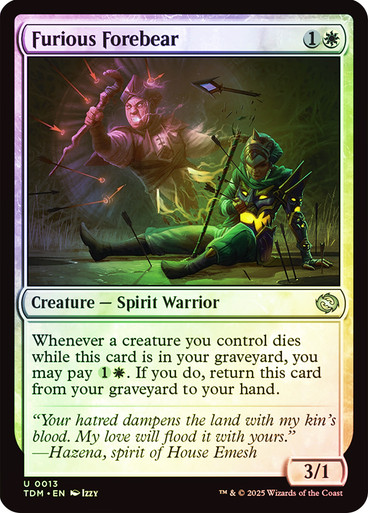 Furious Forebear 1
Creature — Spirit Warrior
Whenever a creature you control dies
while this card is in your graveyard, you
may pay 1 . If you do, return this card
from your graveyard to your hand.
“Your hatred dampens the land with my kin’s
blood. My love will flood it with yours.”
—Hazena, spirit of House Emesh
3/1
U 0013
TDM • EN Izzy
™ & © 2025 Wizards of the Coast